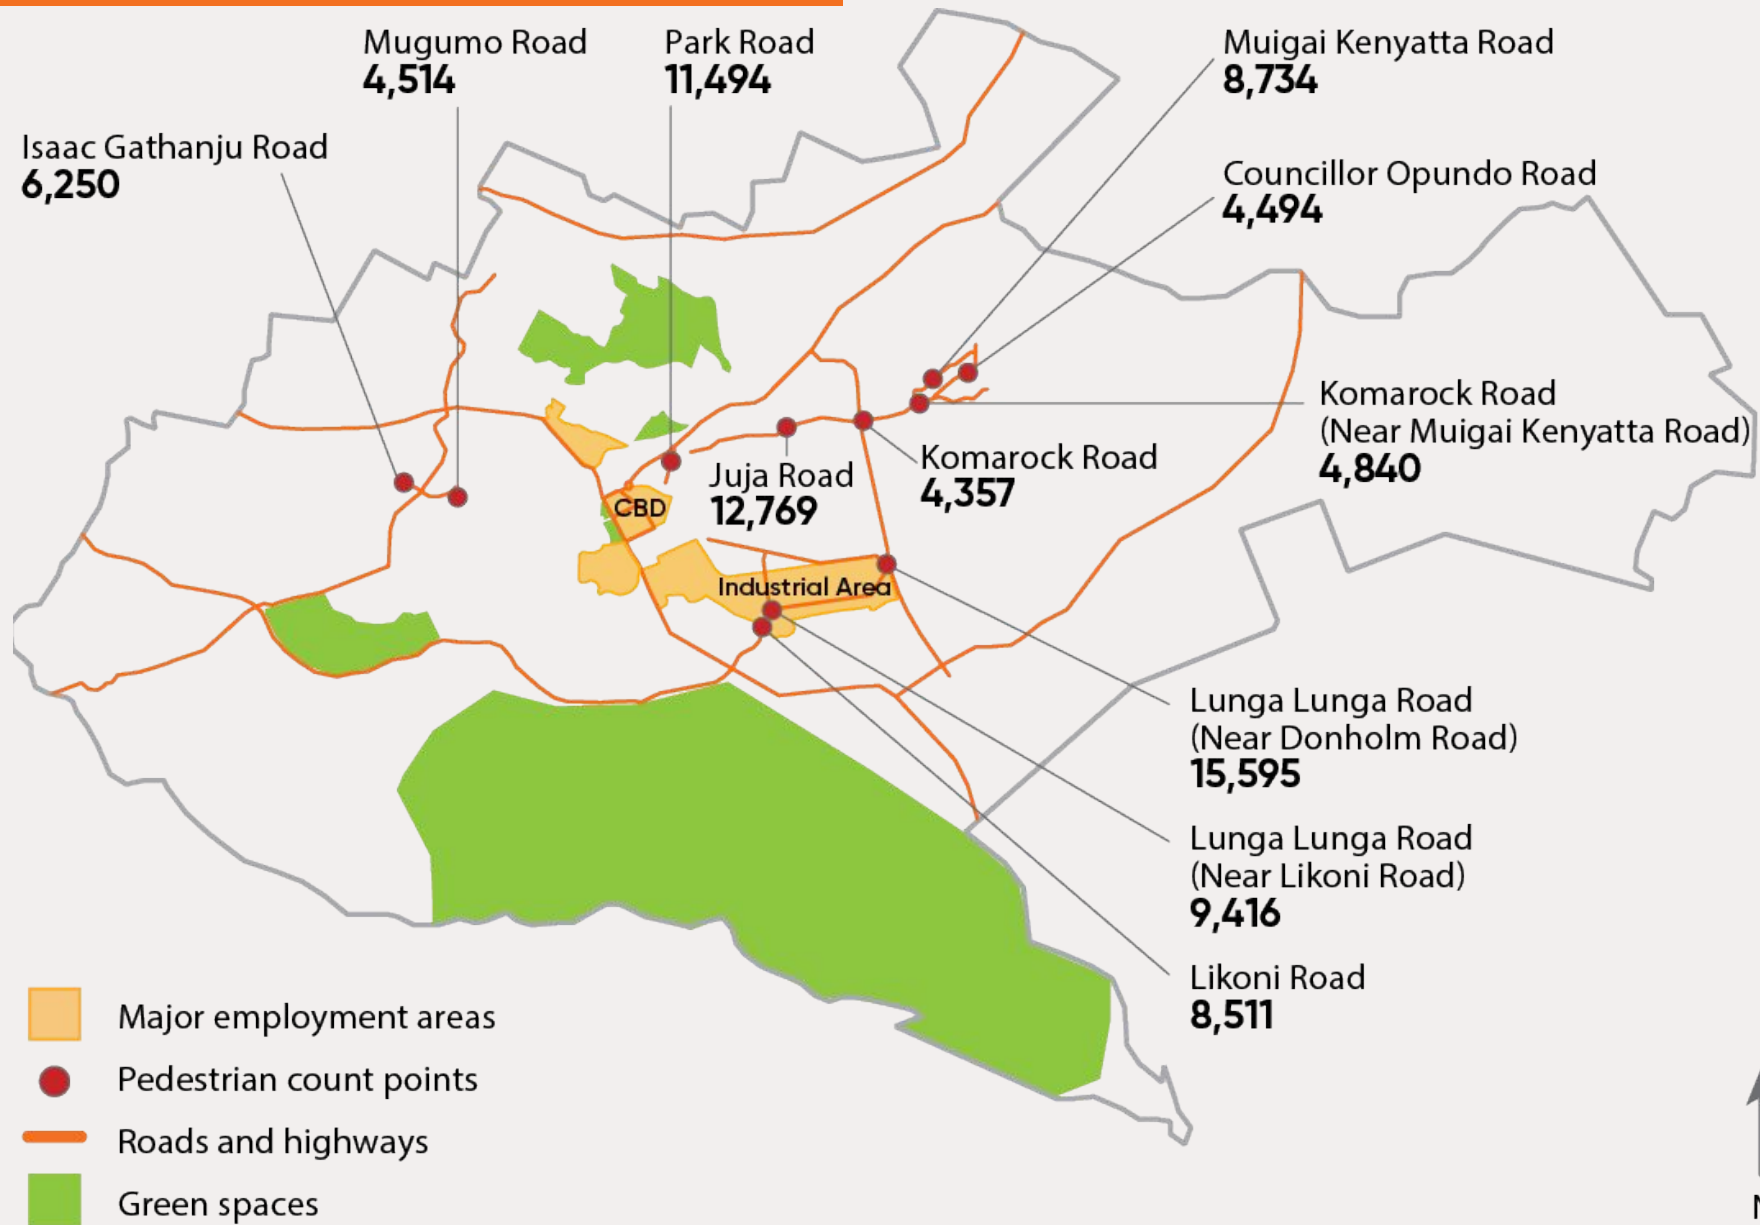 Mugumo Road
4,514
Park Road
11,494
Muigai Kenyatta Road
8,734
Isaac Gathanju Road
6,250
Councillor Opundo Road
4,494
Komarock Road
(Near Muigai Kenyatta Road)
4,840
Komarock Road
4,357
Juja Road
12,769
CBD
Industrial Area
Lunga Lunga Road
(Near Donholm Road)
15,595
Lunga Lunga Road
(Near Likoni Road)
9,416
Likoni Road
8,511
Major employment areas
Pedestrian count points
Roads and highways
Green spaces